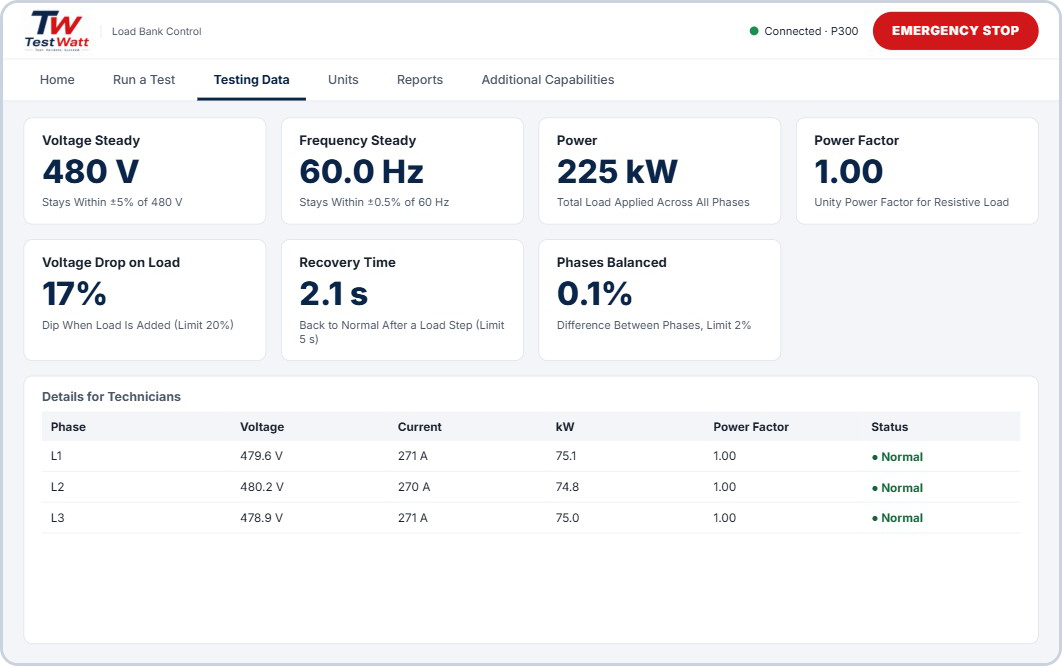 TW
TestWatt
Load Bank Control
Connected · P300
EMERGENCY STOP
Home
Run a Test
Testing Data
Units
Reports
Additional Capabilities
Voltage Steady
480 V
Stays Within ±5% of 480 V
Frequency Steady
60.0 Hz
Stays Within ±0.5% of 60 Hz
Power
225 kW
Total Load Applied Across All Phases
Power Factor
1.00
Unity Power Factor for Resistive Load
Voltage Drop on Load
17%
Dip When Load Is Added (Limit 20%)
Recovery Time
2.1 s
Back to Normal After a Load Step (Limit
5 s)
Phases Balanced
0.1%
Difference Between Phases, Limit 2%
Details for Technicians
Phase Voltage Current kW Power Factor Status
L1 479.6 V 271 A 75.1 1.00 ● Normal
L2 480.2 V 270 A 74.8 1.00 ● Normal
L3 478.9 V 271 A 75.0 1.00 ● Normal